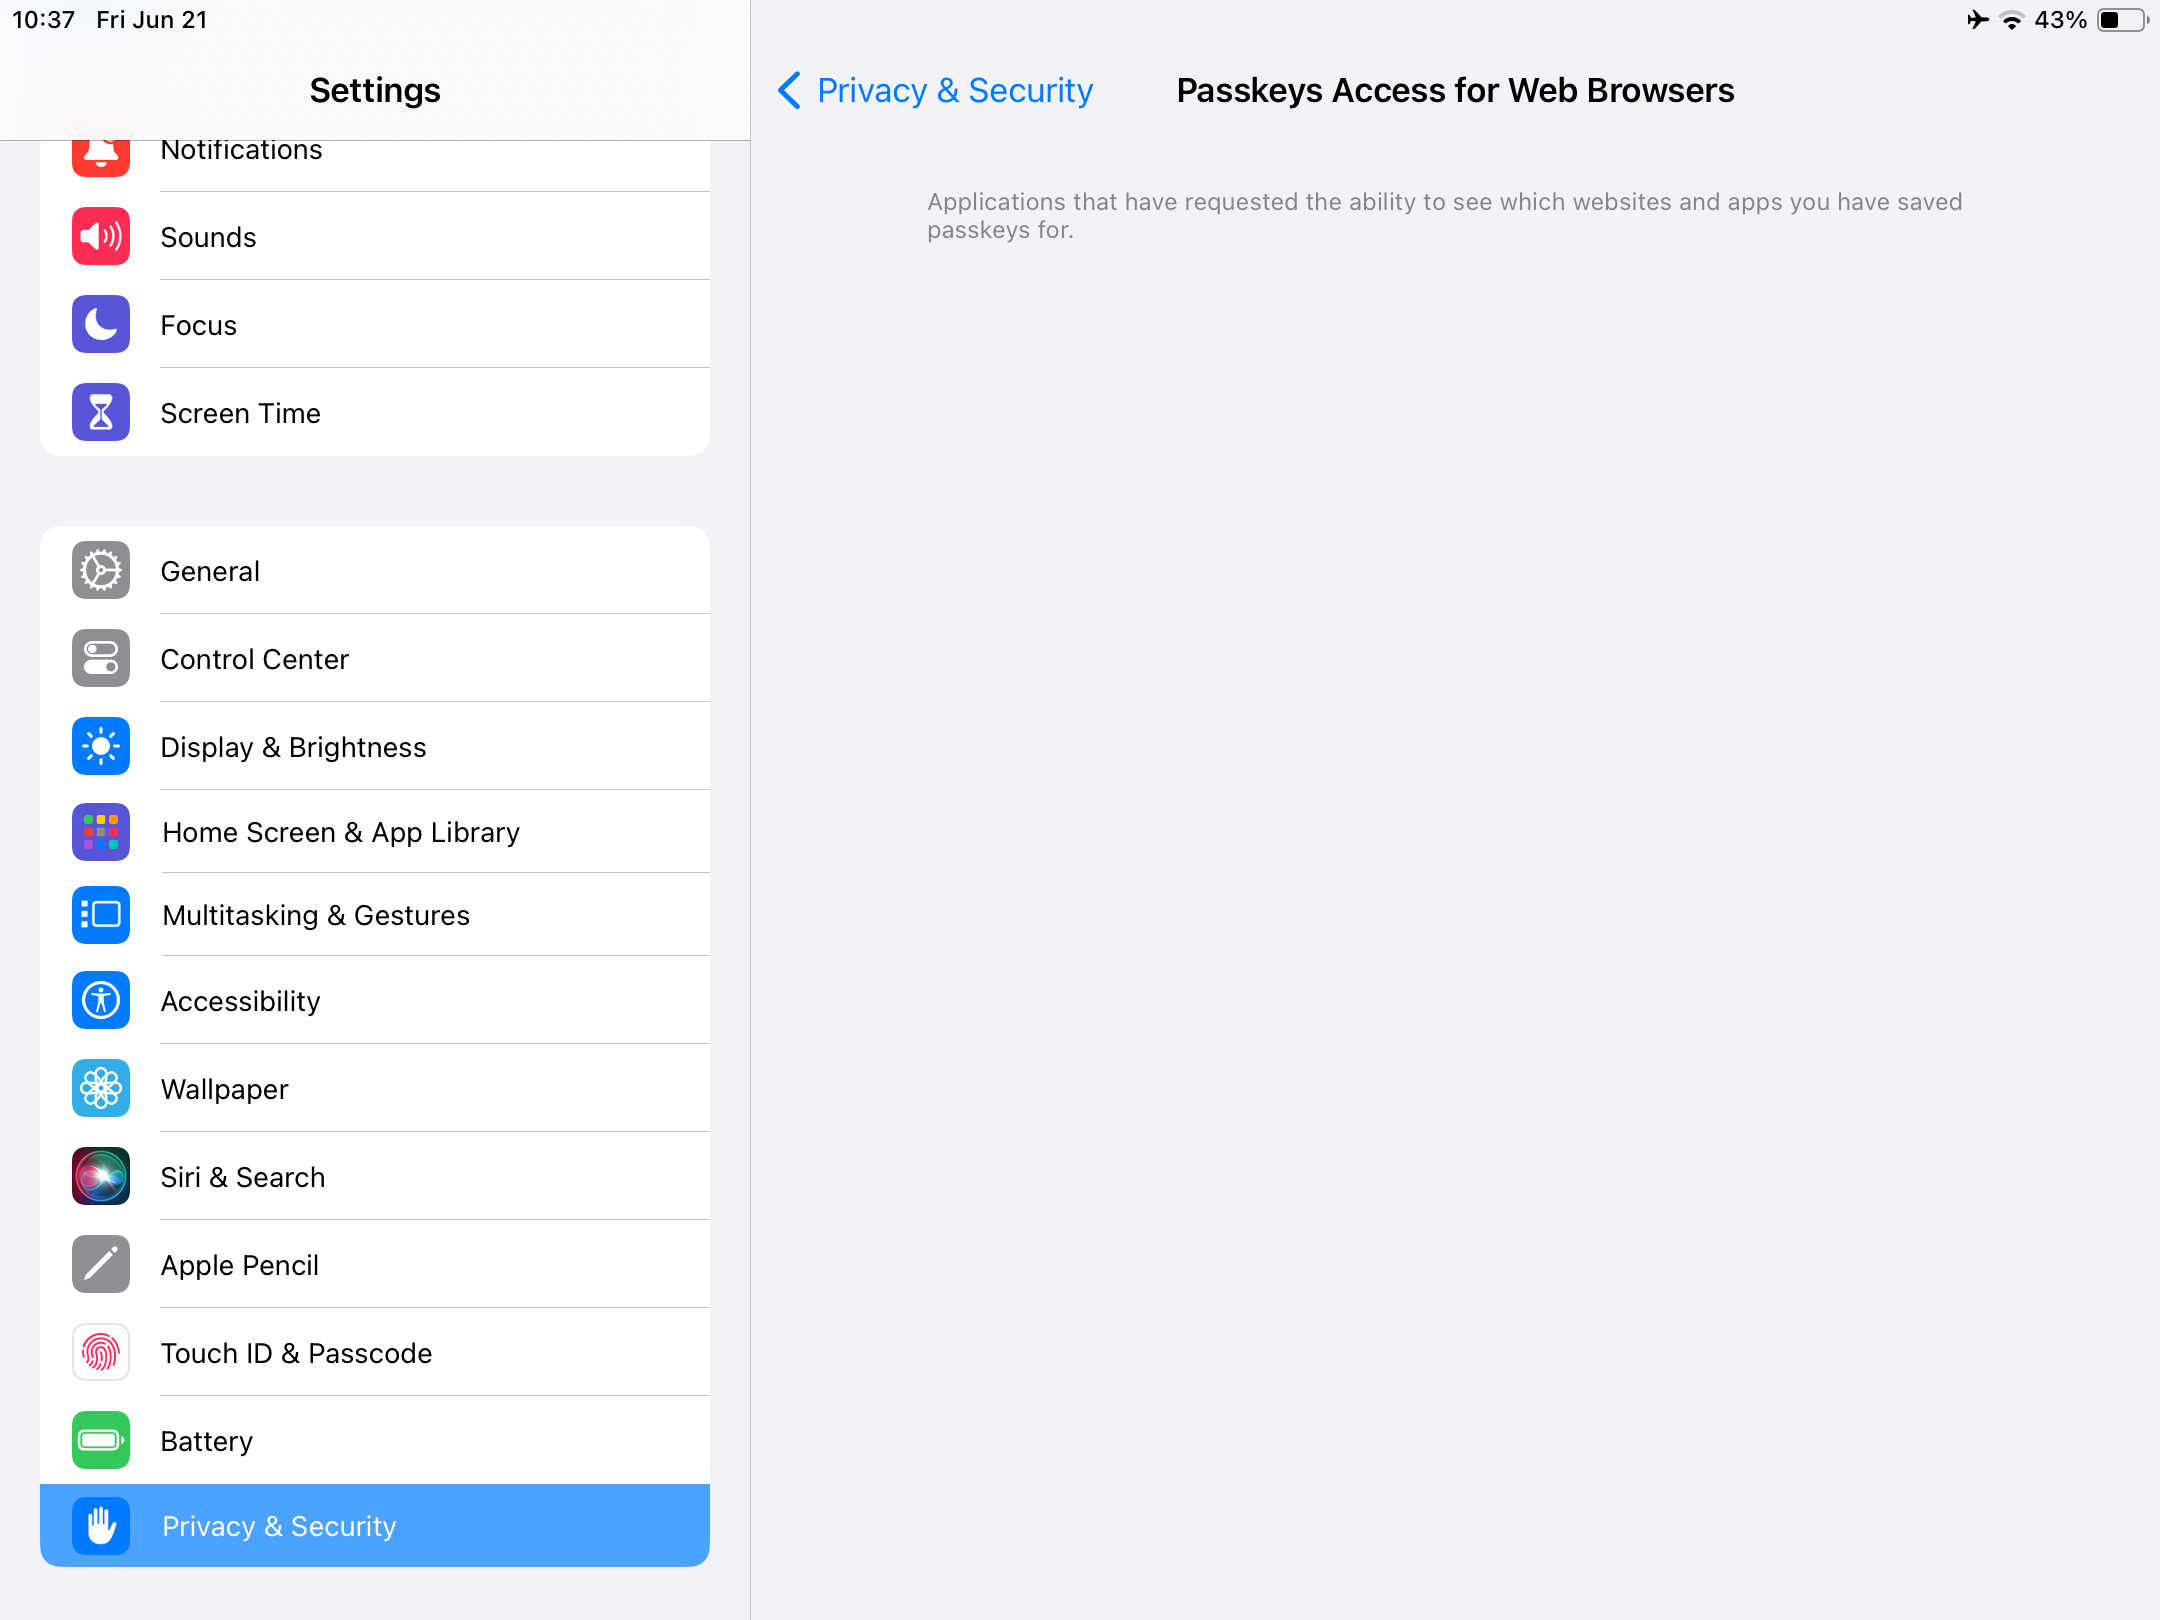 10:37 Fri Jun 21
43%
Settings
Notifications
Sounds
Focus
Screen Time
General
Control Center
Display & Brightness
Home Screen & App Library
Multitasking & Gestures
Accessibility
Wallpaper
Siri & Search
Apple Pencil
Touch ID & Passcode
Battery
Privacy & Security
Privacy & Security
Passkeys Access for Web Browsers
Applications that have requested the ability to see which websites and apps you have saved
passkeys for.